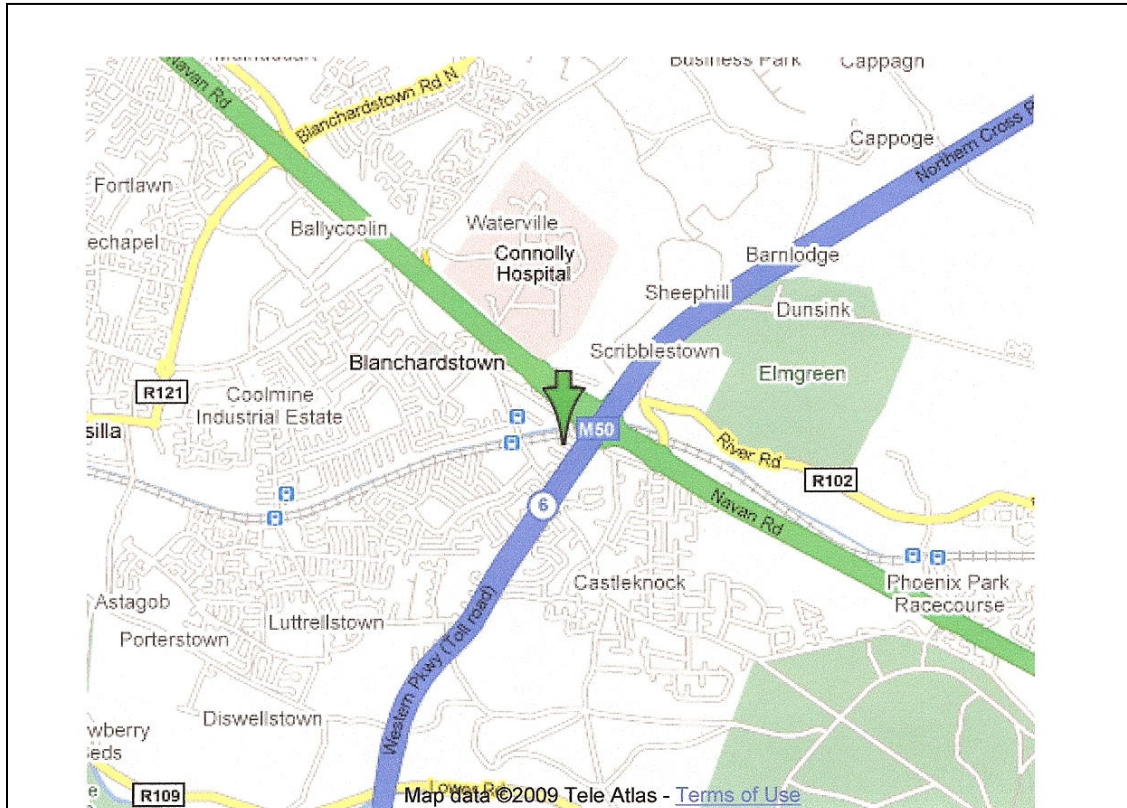 Business Park
Cappagh
Navan Rd
Blanchardstown Rd N
Cappoge
Northern Cross R
Fortlawn
Waterville
Ballycoolin
echapel
Connolly
Hospital
Barnlodge
Sheephill
Dunsink
Scribblestown
Blanchardstown
Elmgreen
R121
Coolmine
Industrial Estate
silla
M50
River Rd
R102
6
Navan Rd
Castleknock
Phoenix Park
Racecourse
Astagob
Luttrellstown
Porterstown
Western Pkwy (Toll road)
Diswellstown
wberry
eds
e
R109
Lower Rd
Map data ©2009 Tele Atlas - Terms of Use